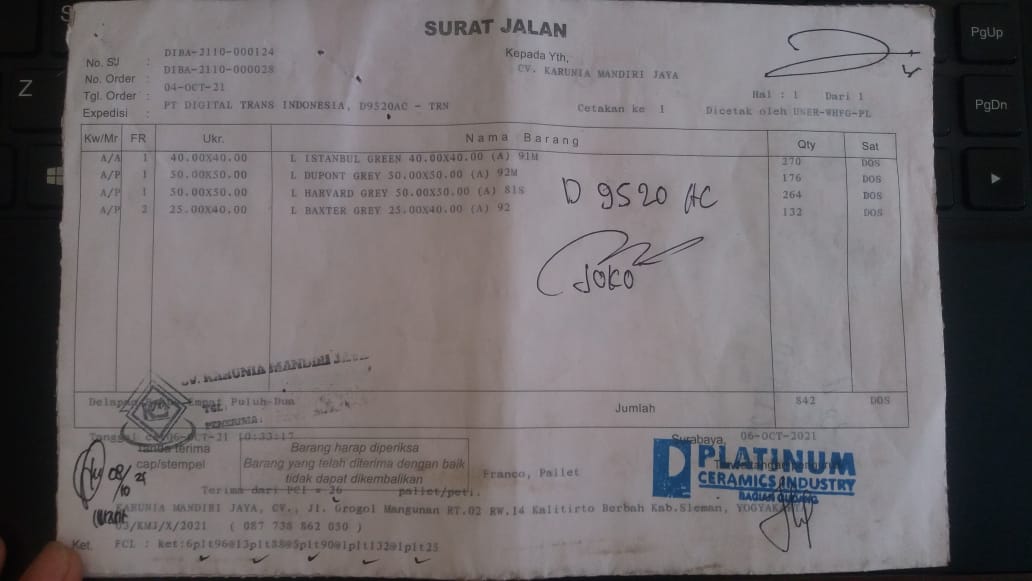 SURAT JALAN
No. SJ : DIBA-2110-000124
No. Order : DIBA-2110-000028
Tgl. Order : 04-OCT-21
Expedisi : PT DIGITAL TRANS INDONESIA, D9520AC - TRN
Kepada Yth,
CV. KARUNIA MANDIRI JAYA
Hal : 1 Dari 1
Cetakan ke 1 Dicetak oleh USER-WHFG-PL
Kw/Mr FR Ukr. Nama Barang Qty Sat
A/A 1 40.00X40.00 L ISTANBUL GREEN 40.00X40.00 (A) 91M 270 DOS
A/P 1 50.00X50.00 L DUPONT GREY 50.00X50.00 (A) 92M 176 DOS
A/P 1 50.00X50.00 L HARVARD GREY 50.00X50.00 (A) 81S 264 DOS
A/P 2 25.00X40.00 L BAXTER GREY 25.00X40.00 (A) 92 132 DOS
D 9520 AC
JOKO
CV. KARUNIA MANDIRI JAYA
TGL.
PENERIMA:
Empat Puluh Dua
Jumlah 842 DOS
Tanggal 06-OCT-21 10:33:17
Surabaya, 06-OCT-2021
Tanda terima
cap/stempel
Barang harap diperiksa
Barang yang telah diterima dengan baik
tidak dapat dikembalikan
Franco, Pallet
PLATINUM
CERAMICS INDUSTRY
BAGIAN GUDANG
08/10 21
Terima dari PCI = 26 pallet/peti.
KARUNIA MANDIRI JAYA, CV., Jl. Grogol Mangunan RT.02 RW.14 Kalitirto Berbah Kab.Sleman, YOGYAKARTA
05/KMJ/X/2021 ( 087 738 862 050 )
Ket. FCL : ket:6plt96@13plt88@5plt90@1plt132@1plt25
Z
PgUp
PgDn